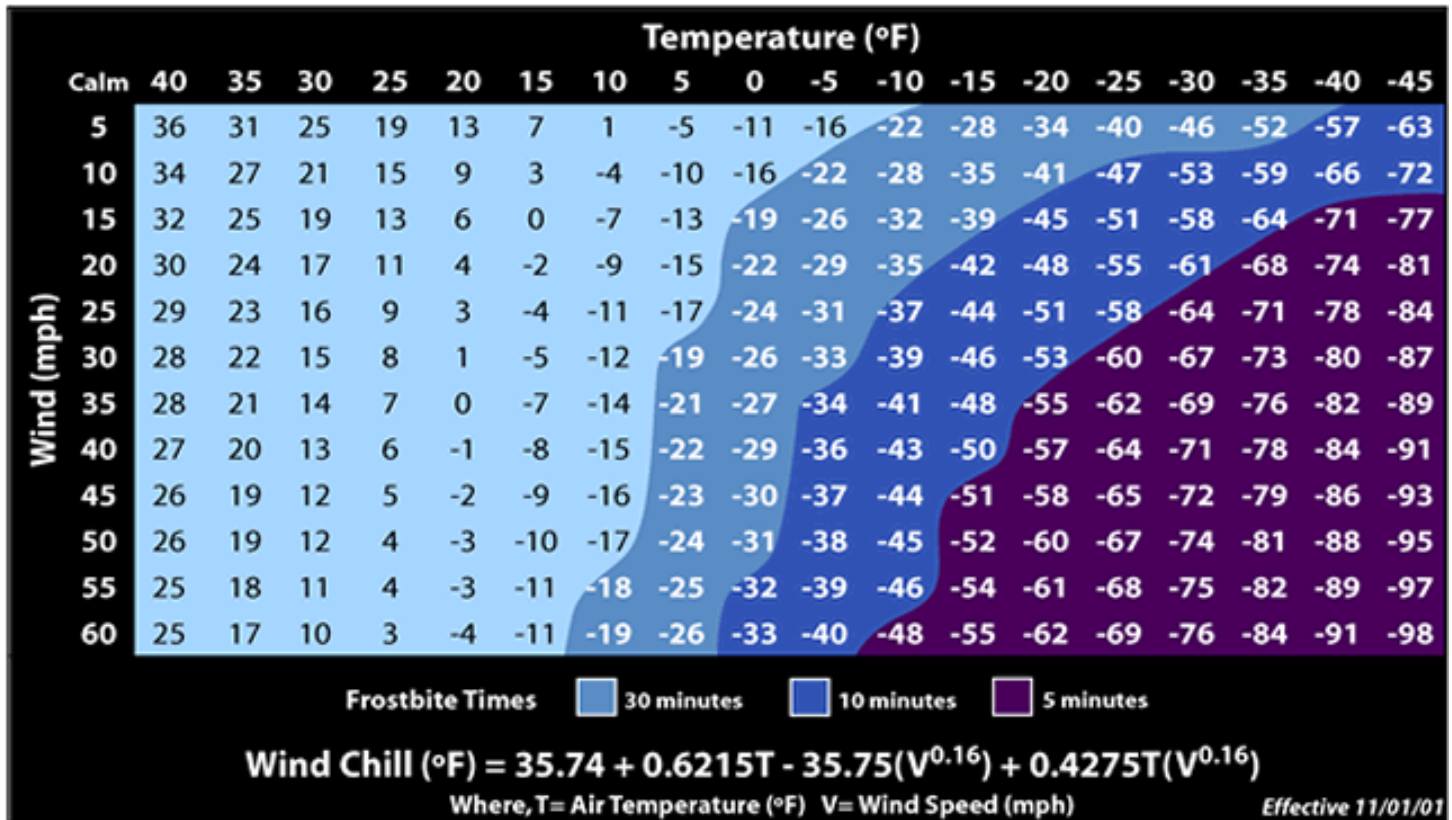 Temperature (ºF)
Calm 40 35 30 25 20 15 10 5 0 -5 -10 -15 -20 -25 -30 -35 -40 -45
5 36 31 25 19 13 7 1 -5 -11 -16 -22 -28 -34 -40 -46 -52 -57 -63
10 34 27 21 15 9 3 -4 -10 -16 -22 -28 -35 -41 -47 -53 -59 -66 -72
15 32 25 19 13 6 0 -7 -13 -19 -26 -32 -39 -45 -51 -58 -64 -71 -77
20 30 24 17 11 4 -2 -9 -15 -22 -29 -35 -42 -48 -55 -61 -68 -74 -81
25 29 23 16 9 3 -4 -11 -17 -24 -31 -37 -44 -51 -58 -64 -71 -78 -84
30 28 22 15 8 1 -5 -12 -19 -26 -33 -39 -46 -53 -60 -67 -73 -80 -87
35 28 21 14 7 0 -7 -14 -21 -27 -34 -41 -48 -55 -62 -69 -76 -82 -89
40 27 20 13 6 -1 -8 -15 -22 -29 -36 -43 -50 -57 -64 -71 -78 -84 -91
45 26 19 12 5 -2 -9 -16 -23 -30 -37 -44 -51 -58 -65 -72 -79 -86 -93
50 26 19 12 4 -3 -10 -17 -24 -31 -38 -45 -52 -60 -67 -74 -81 -88 -95
55 25 18 11 4 -3 -11 -18 -25 -32 -39 -46 -54 -61 -68 -75 -82 -89 -97
60 25 17 10 3 -4 -11 -19 -26 -33 -40 -48 -55 -62 -69 -76 -84 -91 -98
Wind (mph)
Frostbite Times 30 minutes 10 minutes 5 minutes
Wind Chill (ºF) = 35.74 + 0.6215T - 35.75(V^0.16) + 0.4275T(V^0.16)
Where, T= Air Temperature (ºF) V= Wind Speed (mph) Effective 11/01/01